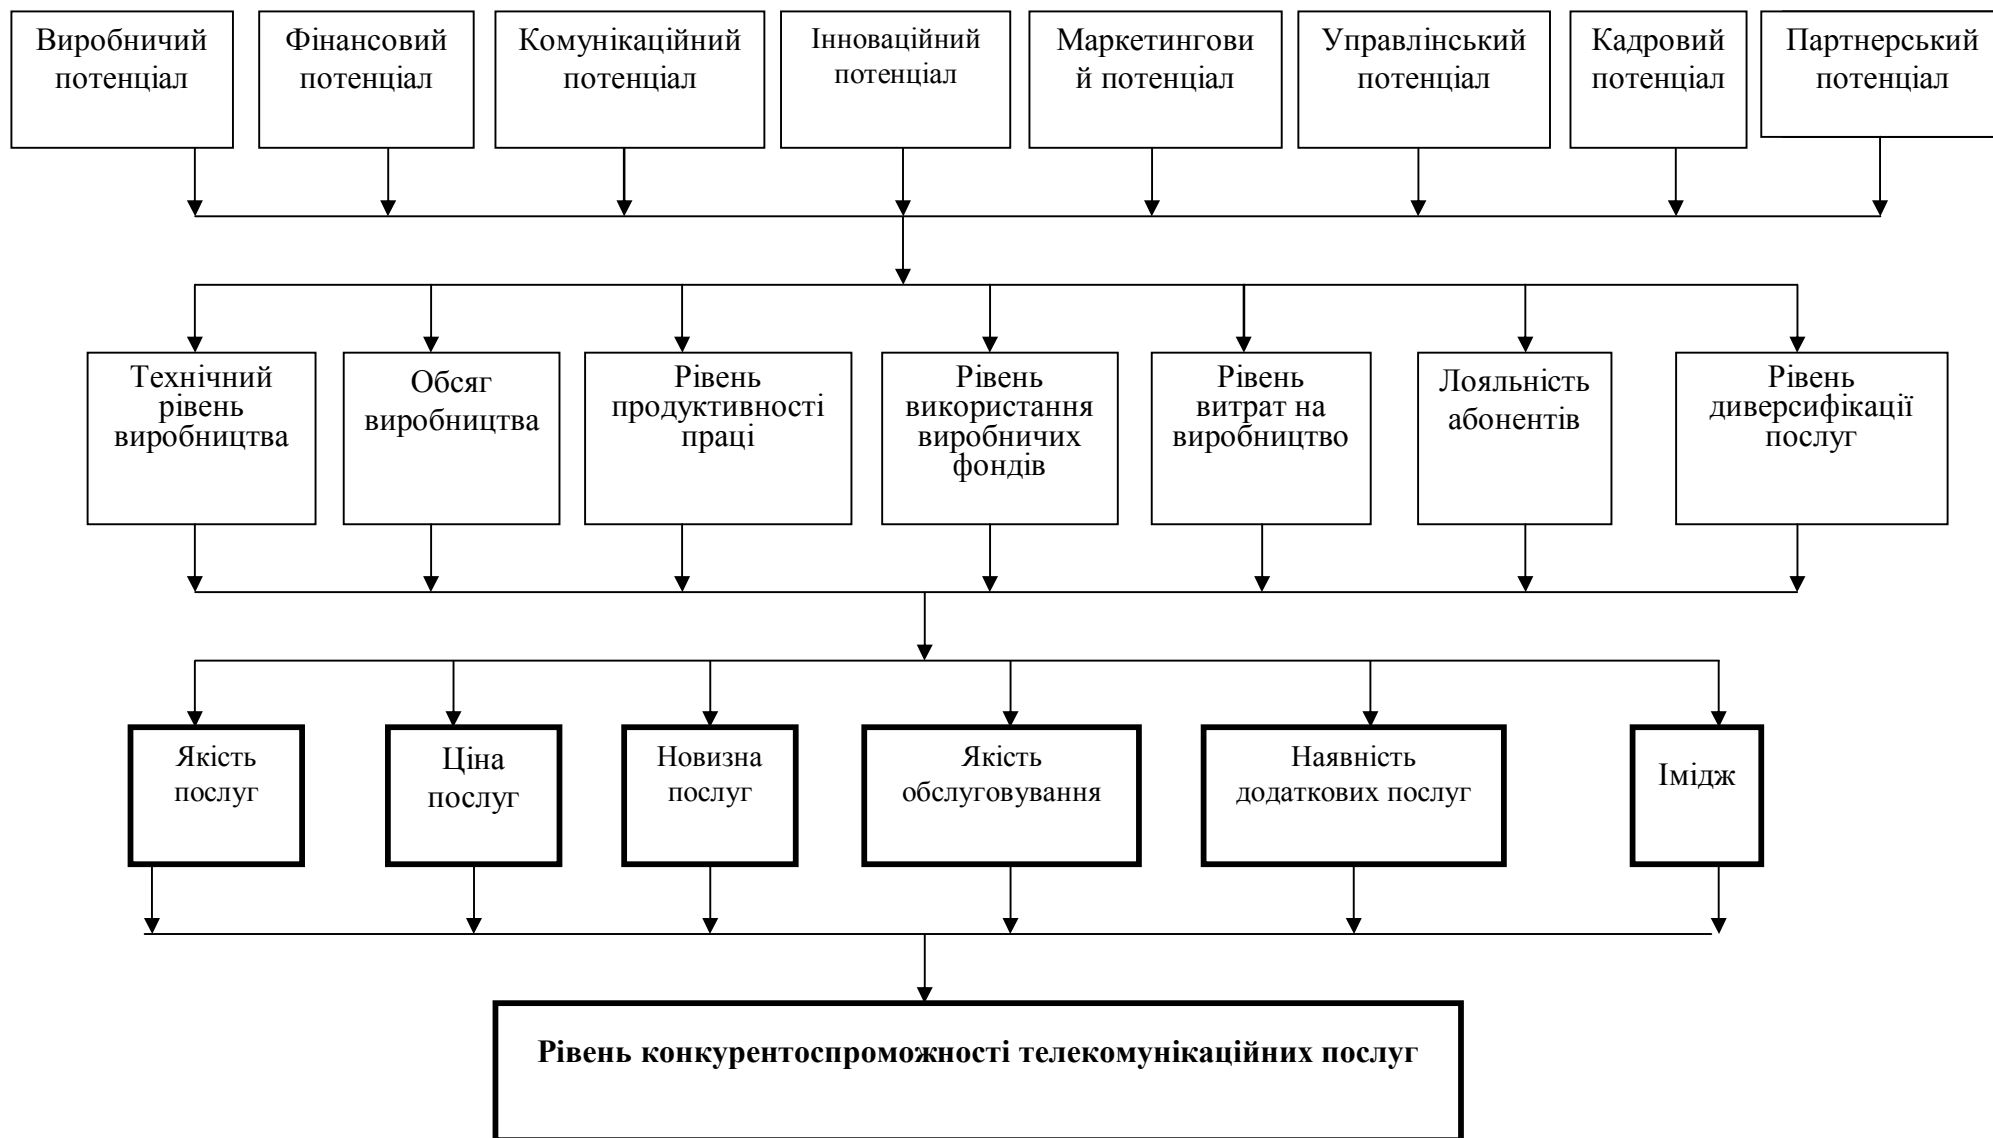 Виробничий
потенціал
Фінансовий
потенціал
Комунікаційний
потенціал
Інноваційний
потенціал
Маркетингови
й потенціал
Управлінський
потенціал
Кадровий
потенціал
Партнерський
потенціал
Технічний
рівень
виробництва
Обсяг
виробництва
Рівень
продуктивності
праці
Рівень
використання
виробничих
фондів
Рівень
витрат на
виробництво
Лояльність
абонентів
Рівень
диверсифікації
послуг
Якість
послуг
Ціна
послуг
Новизна
послуг
Якість
обслуговування
Наявність
додаткових послуг
Імідж
Рівень конкурентоспроможності телекомунікаційних послуг